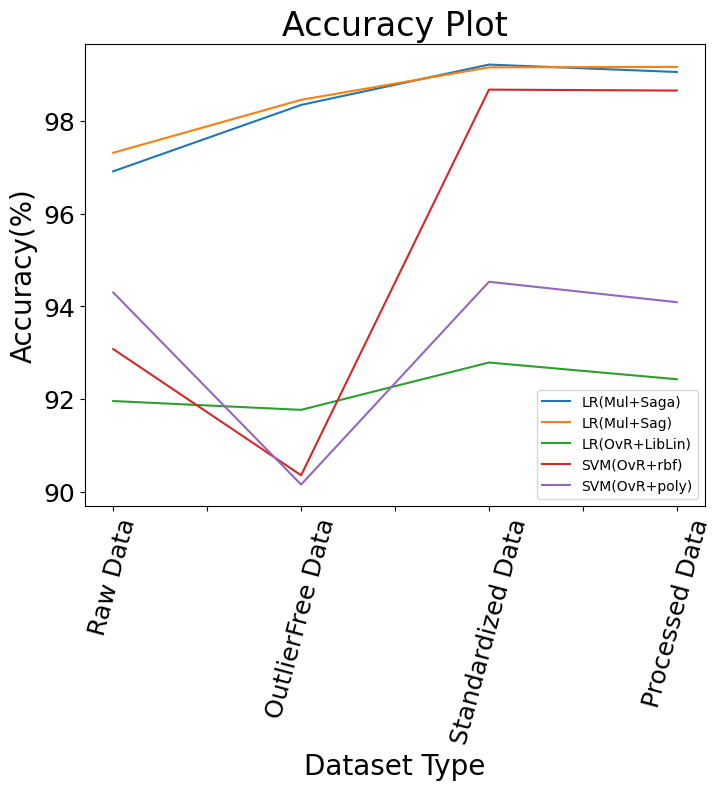 Accuracy Plot
Accuracy(%)
98
96
94
92
90
LR(Mul+Saga)
LR(Mul+Sag)
LR(OvR+LibLin)
SVM(OvR+rbf)
SVM(OvR+poly)
Raw Data
OutlierFree Data
Standardized Data
Processed Data
Dataset Type